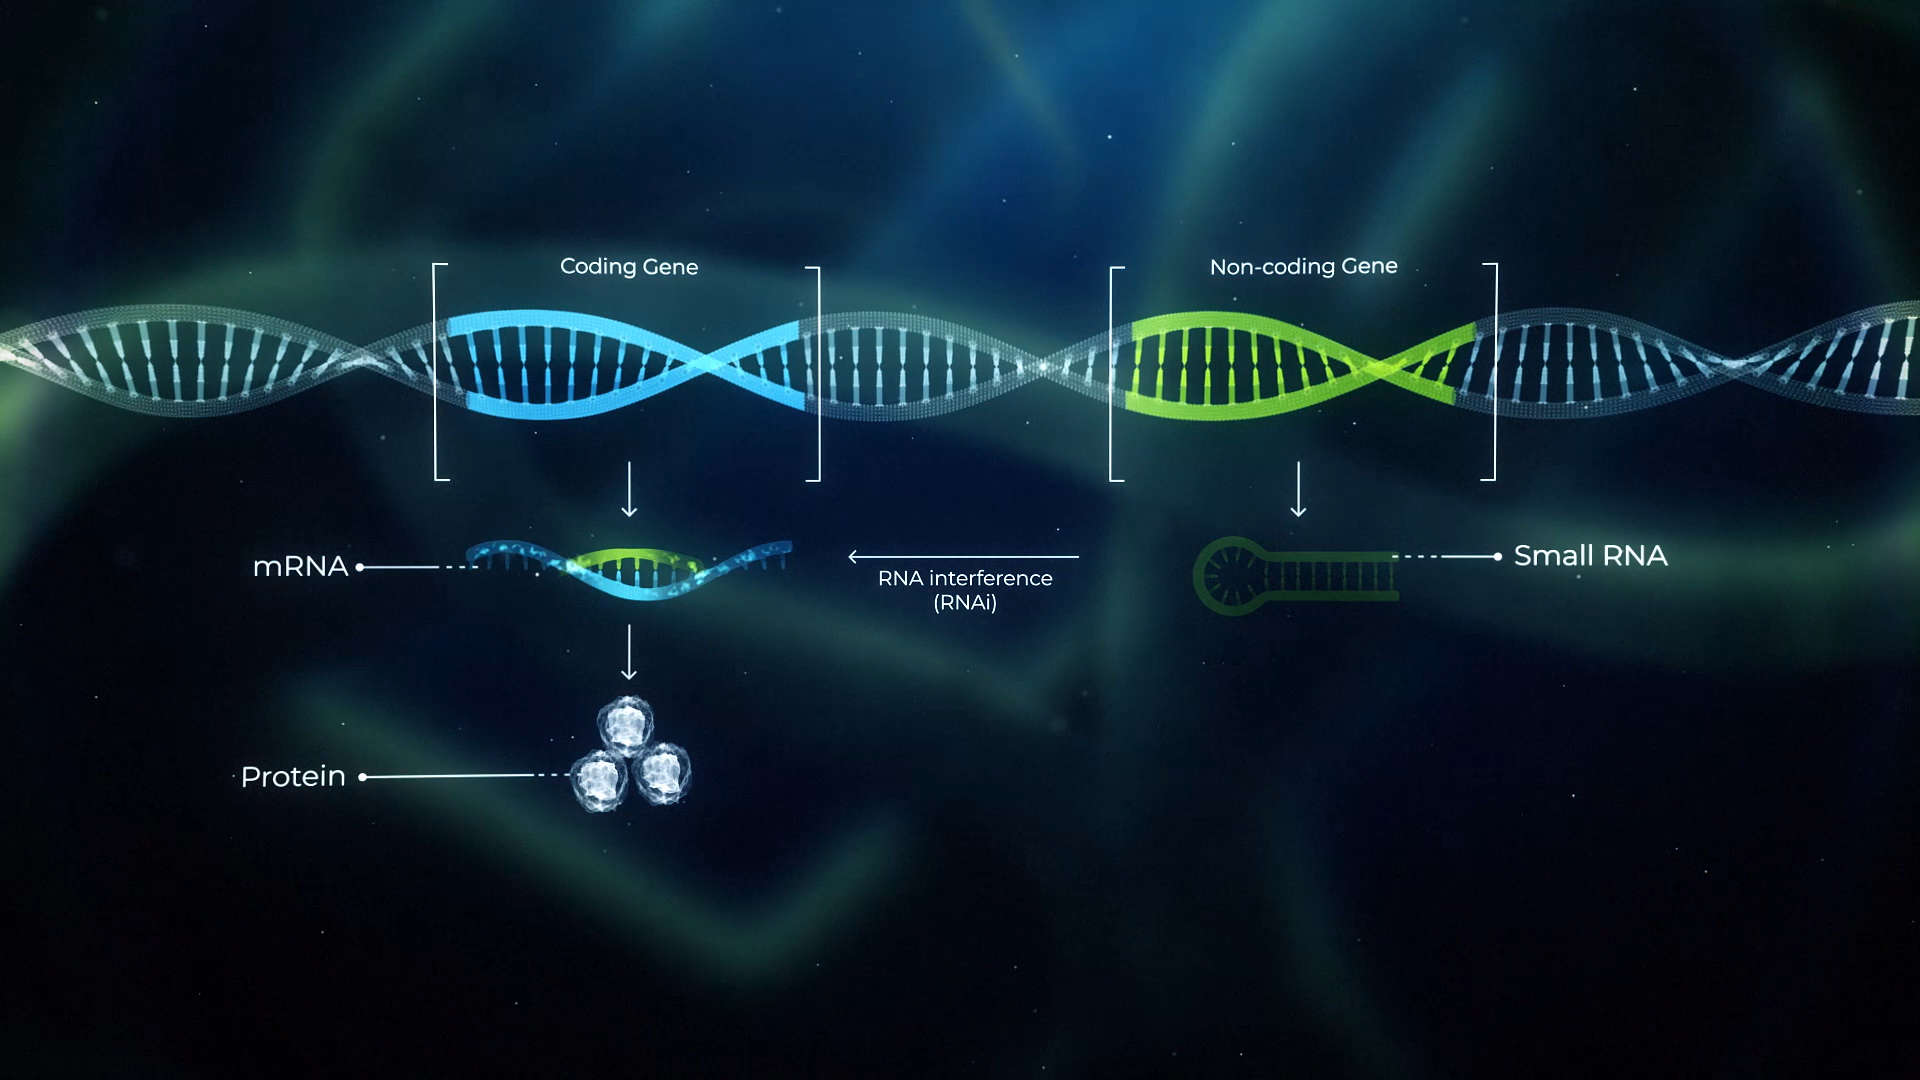 Coding Gene
Non-coding Gene
mRNA
RNA interference
(RNAi)
Small RNA
Protein